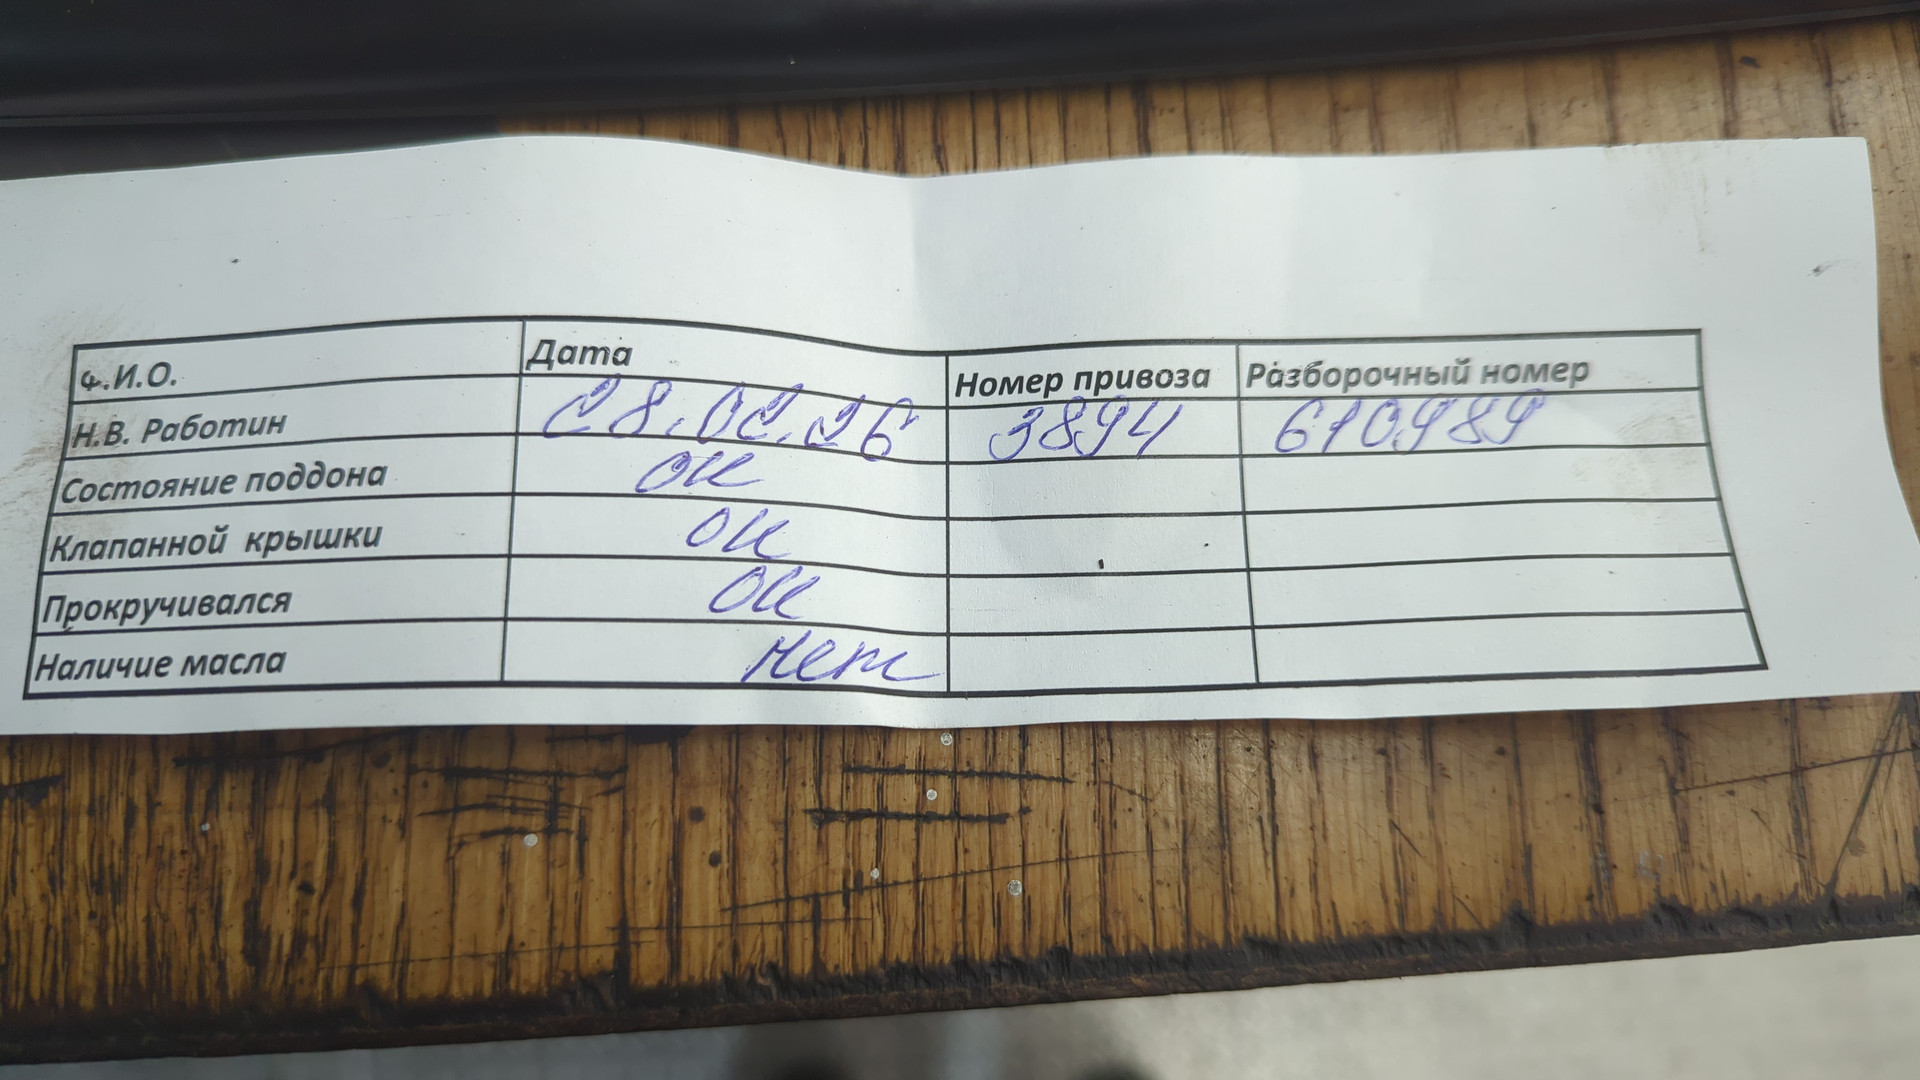 Ф.И.О. Дата Номер привоза Разборочный номер
Н.В. Работин 28.02.26 3894 610989
Состояние поддона ок
Клапанной крышки ок
Прокручивался ок
Наличие масла нет